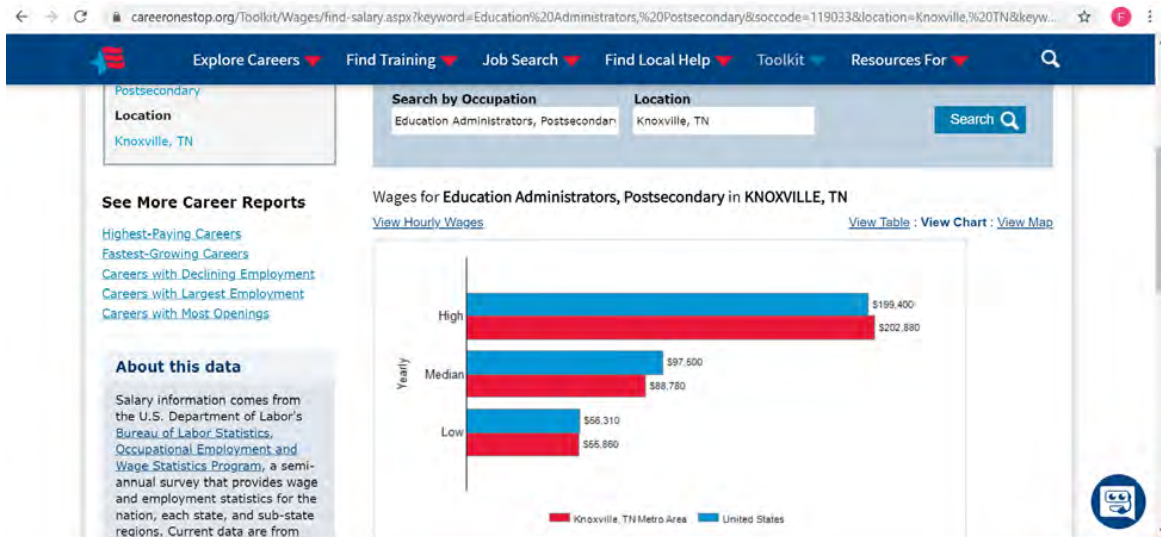 careeronestop.org/Toolkit/Wages/find-salary.aspx?keyword=Education%20Administrators,%20Postsecondary&soccode=119033&location=Knoxville,%20TN&keyw...
F
Explore Careers Find Training Job Search Find Local Help Toolkit Resources For
Postsecondary
Location
Knoxville, TN
Search by Occupation Location
Education Administrators, Postsecondar Knoxville, TN Search
See More Career Reports
Highest-Paying Careers
Fastest-Growing Careers
Careers with Declining Employment
Careers with Largest Employment
Careers with Most Openings
About this data
Salary information comes from
the U.S. Department of Labor's
Bureau of Labor Statistics,
Occupational Employment and
Wage Statistics Program, a semi-
annual survey that provides wage
and employment statistics for the
nation, each state, and sub-state
regions. Current data are from
Wages for Education Administrators, Postsecondary in KNOXVILLE, TN
View Hourly Wages View Table : View Chart : View Map
Yearly
High
$199,400
$202,880
Median
$97,500
$88,780
Low
$56,310
$55,860
Knoxville, TN Metro Area United States